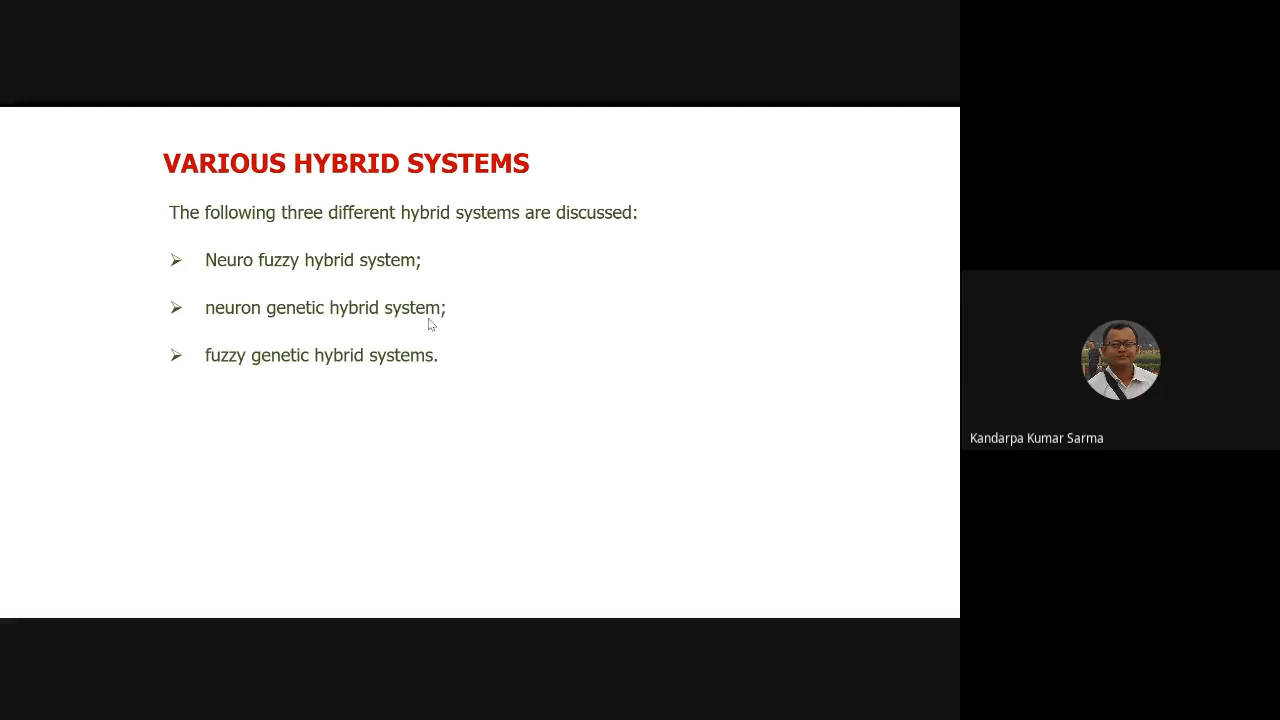 VARIOUS HYBRID SYSTEMS
The following three different hybrid systems are discussed:
➢ Neuro fuzzy hybrid system;
➢ neuron genetic hybrid system;
➢ fuzzy genetic hybrid systems.
Kandarpa Kumar Sarma